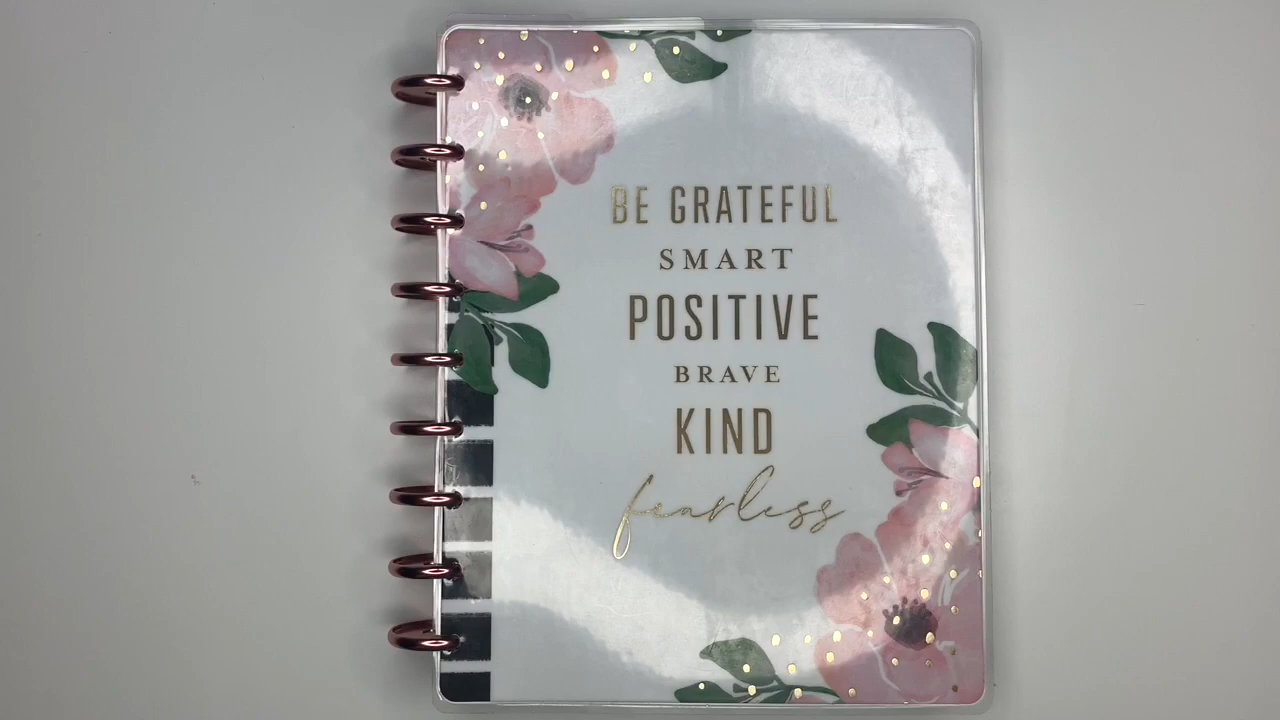 BE GRATEFUL
SMART
POSITIVE
BRAVE
KIND
fearless